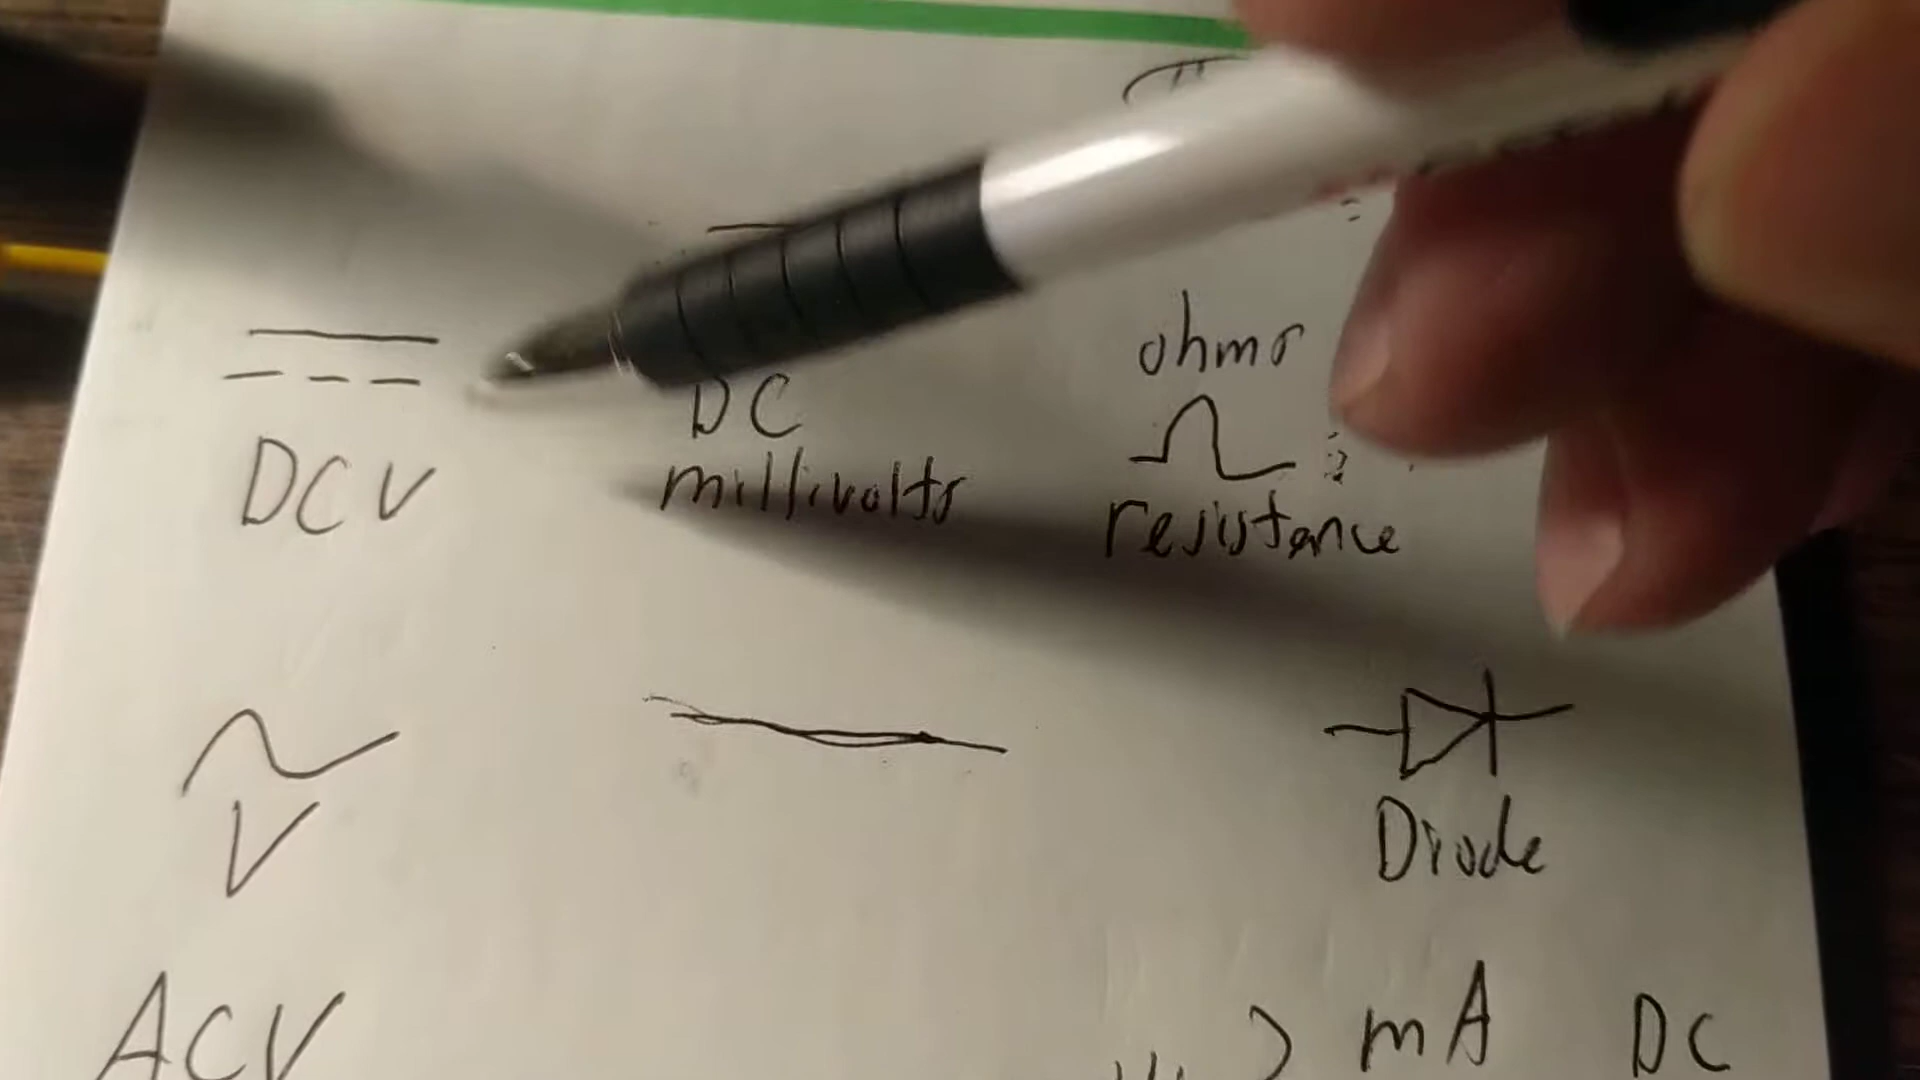 DCV
DC
millivolts
ohms
resistance
V
Diode
ACV
mA DC